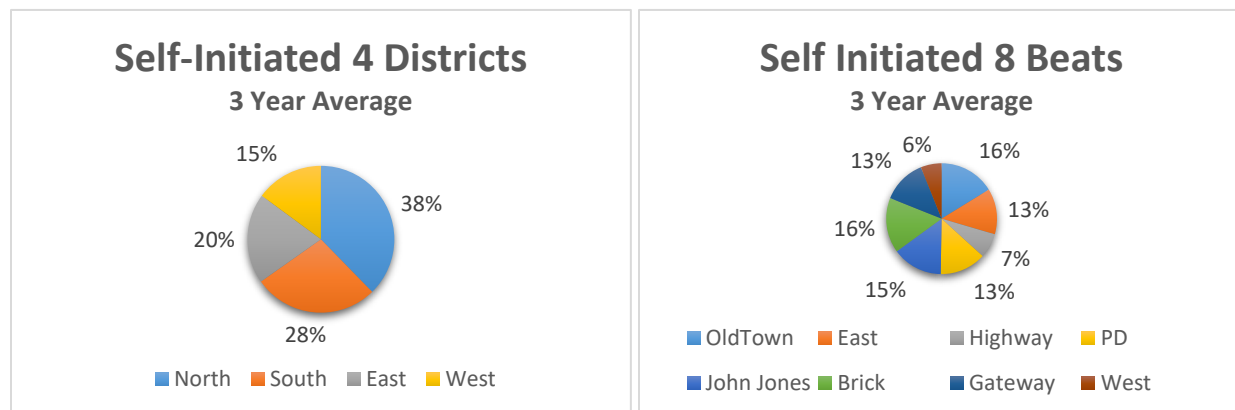 Self-Initiated 4 Districts
3 Year Average
15%
38%
20%
28%
North South East West
Self Initiated 8 Beats
3 Year Average
6%
16%
13%
13%
16%
7%
15%
13%
OldTown East Highway PD
John Jones Brick Gateway West